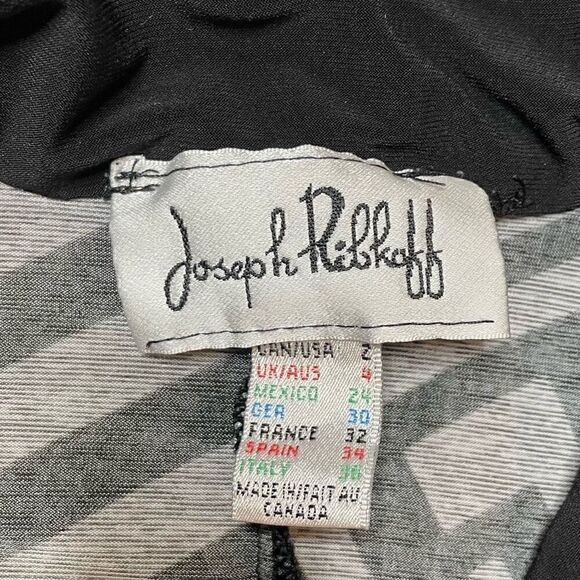 Joseph Ribkoff
CAN/USA 2
UK/AUS 4
MEXICO 24
GER 30
FRANCE 32
SPAIN 34
ITALY 36
MADE IN/FAIT AU
CANADA